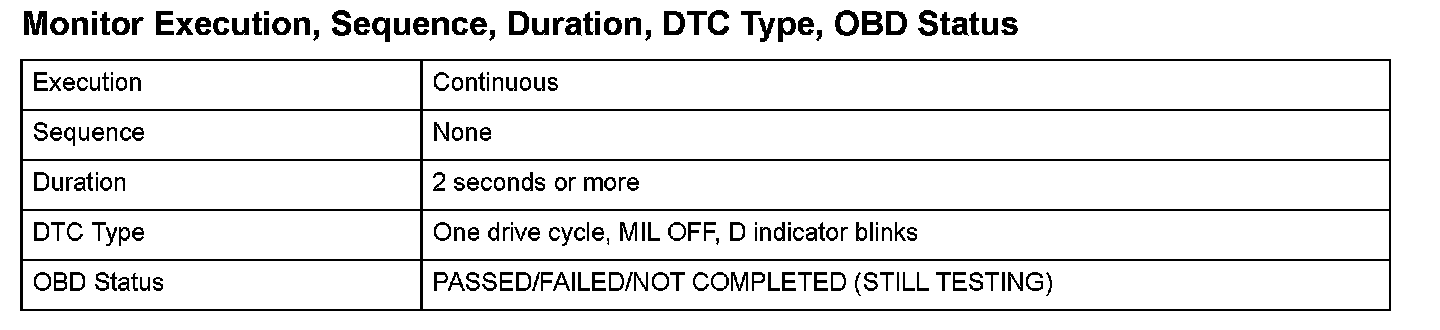 Monitor Execution, Sequence, Duration, DTC Type, OBD Status
Execution Continuous
Sequence None
Duration 2 seconds or more
DTC Type One drive cycle, MIL OFF, D indicator blinks
OBD Status PASSED/FAILED/NOT COMPLETED (STILL TESTING)